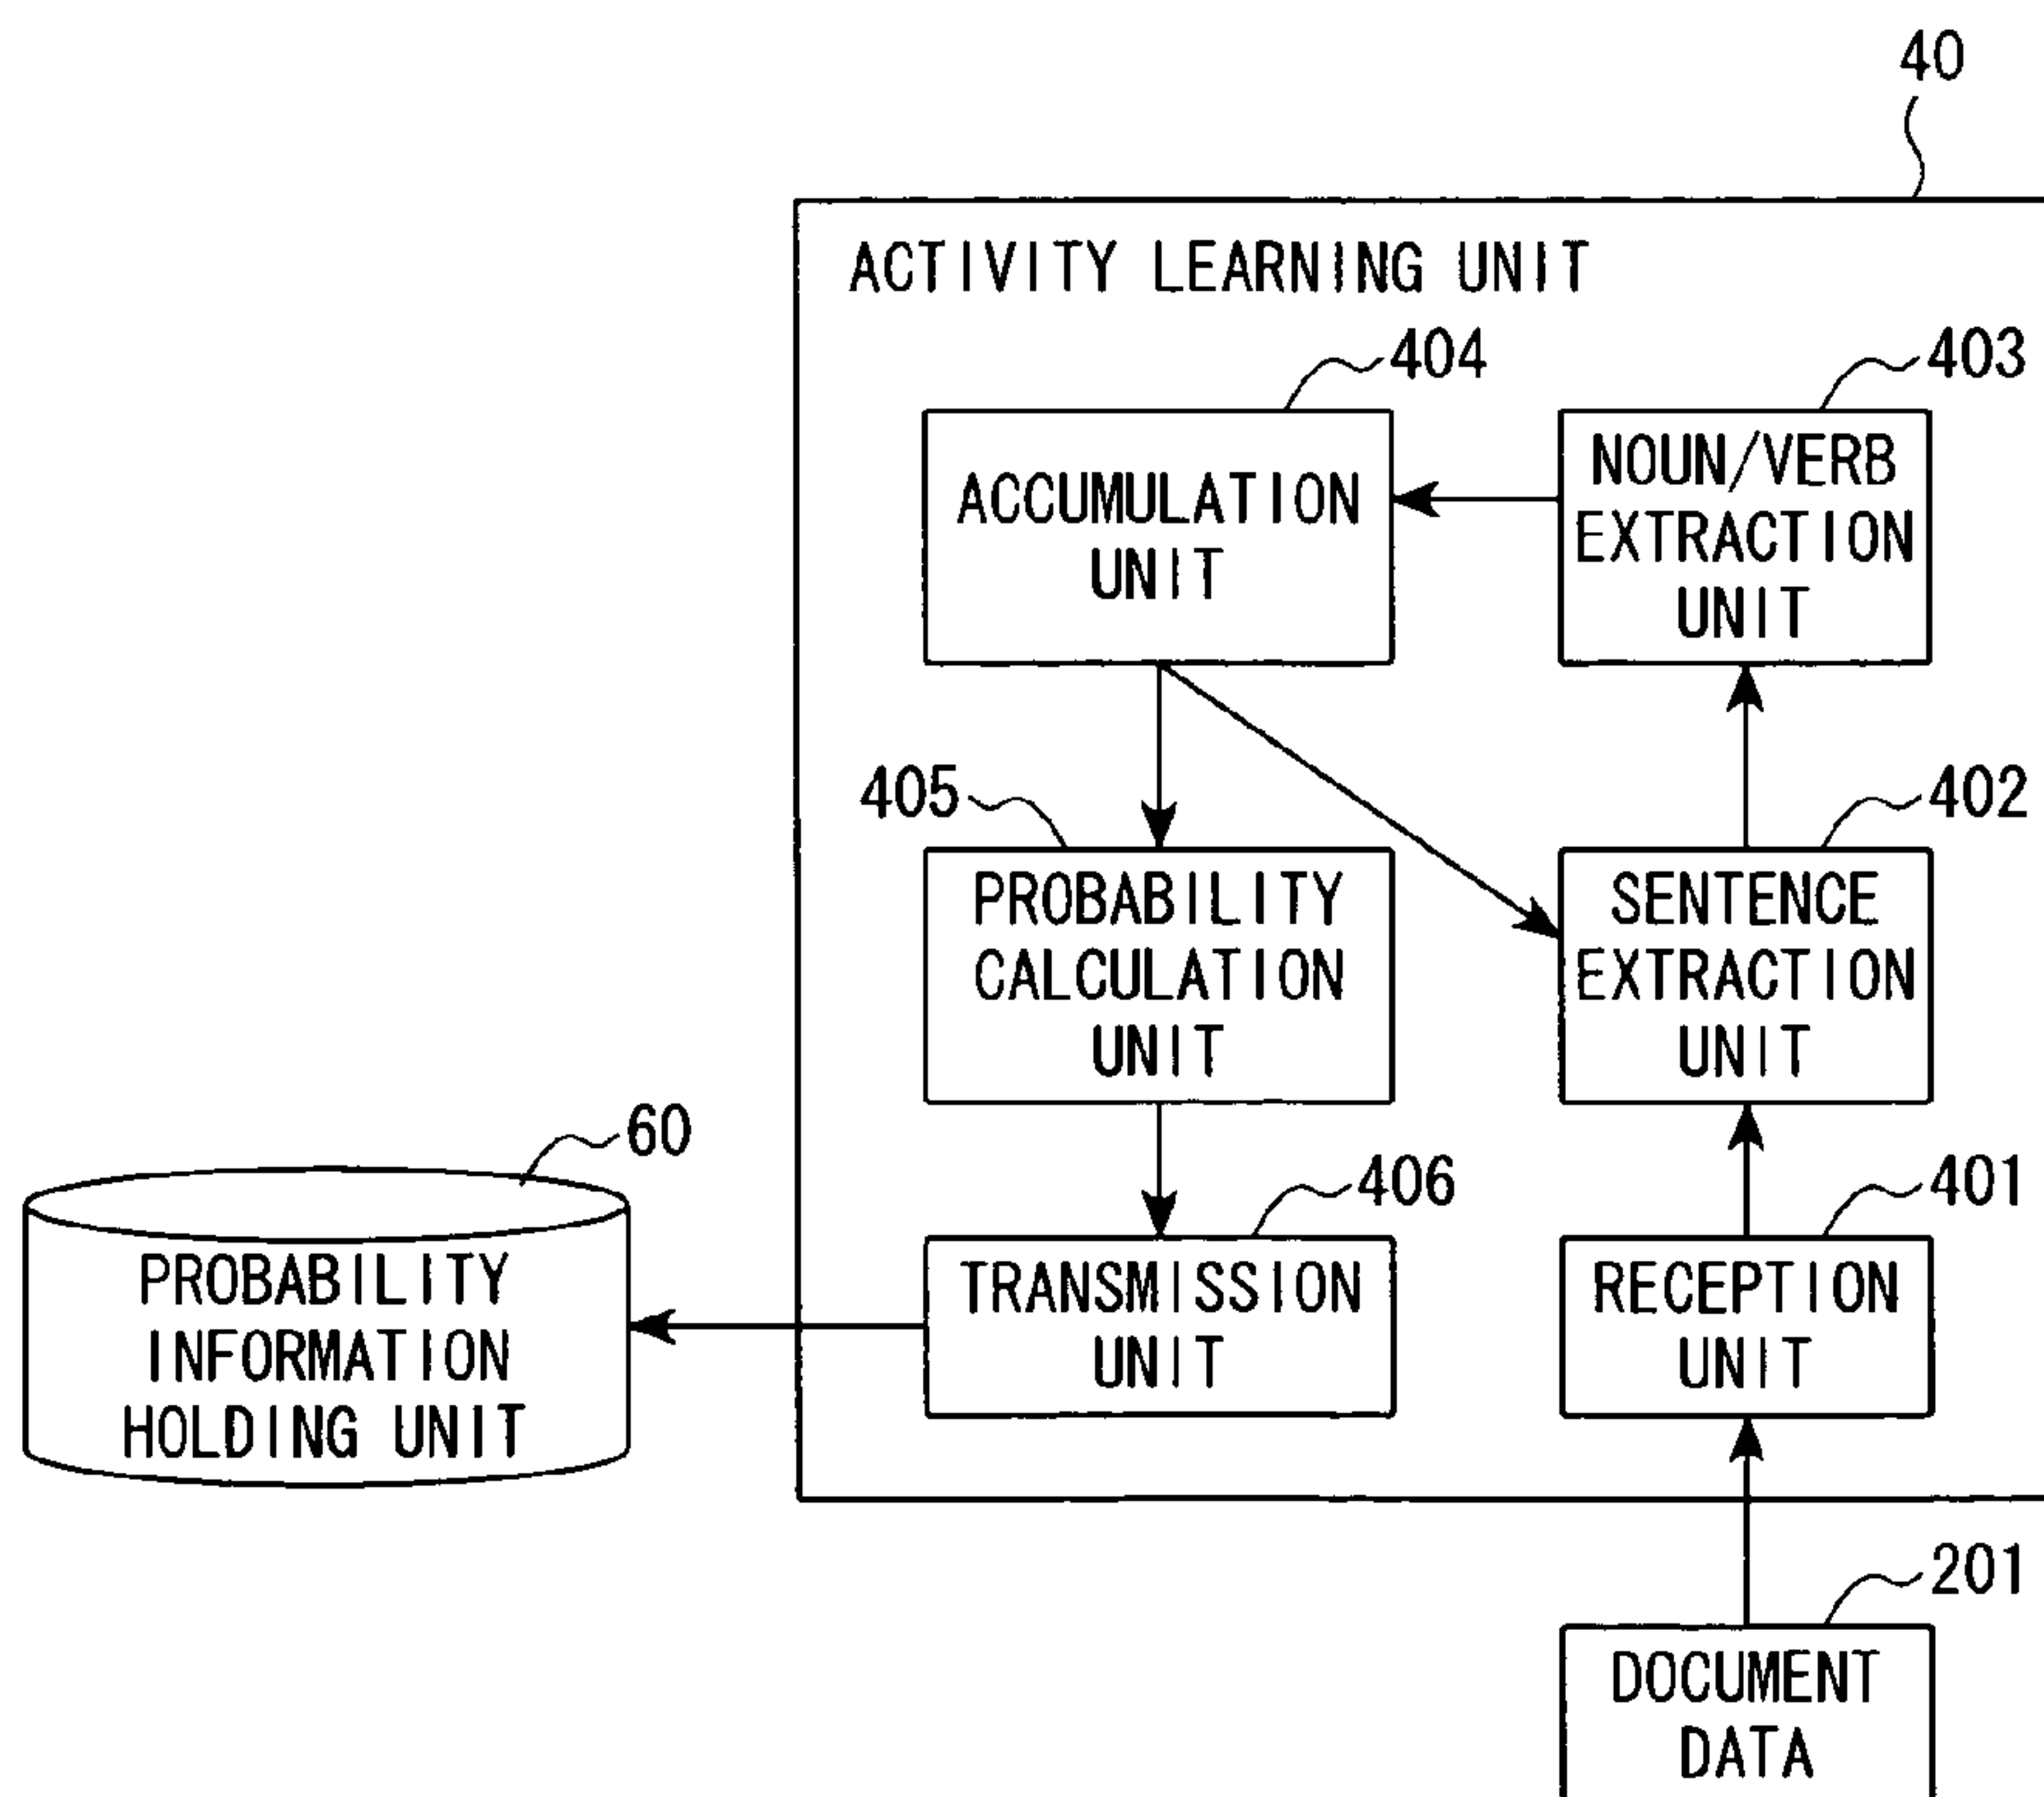 40
ACTIVITY LEARNING UNIT
404
403
ACCUMULATION
UNIT
NOUN/VERB
EXTRACTION
UNIT
405
402
PROBABILITY
CALCULATION
UNIT
SENTENCE
EXTRACTION
UNIT
60
406
401
PROBABILITY
INFORMATION
HOLDING UNIT
TRANSMISSION
UNIT
RECEPTION
UNIT
201
DOCUMENT
DATA